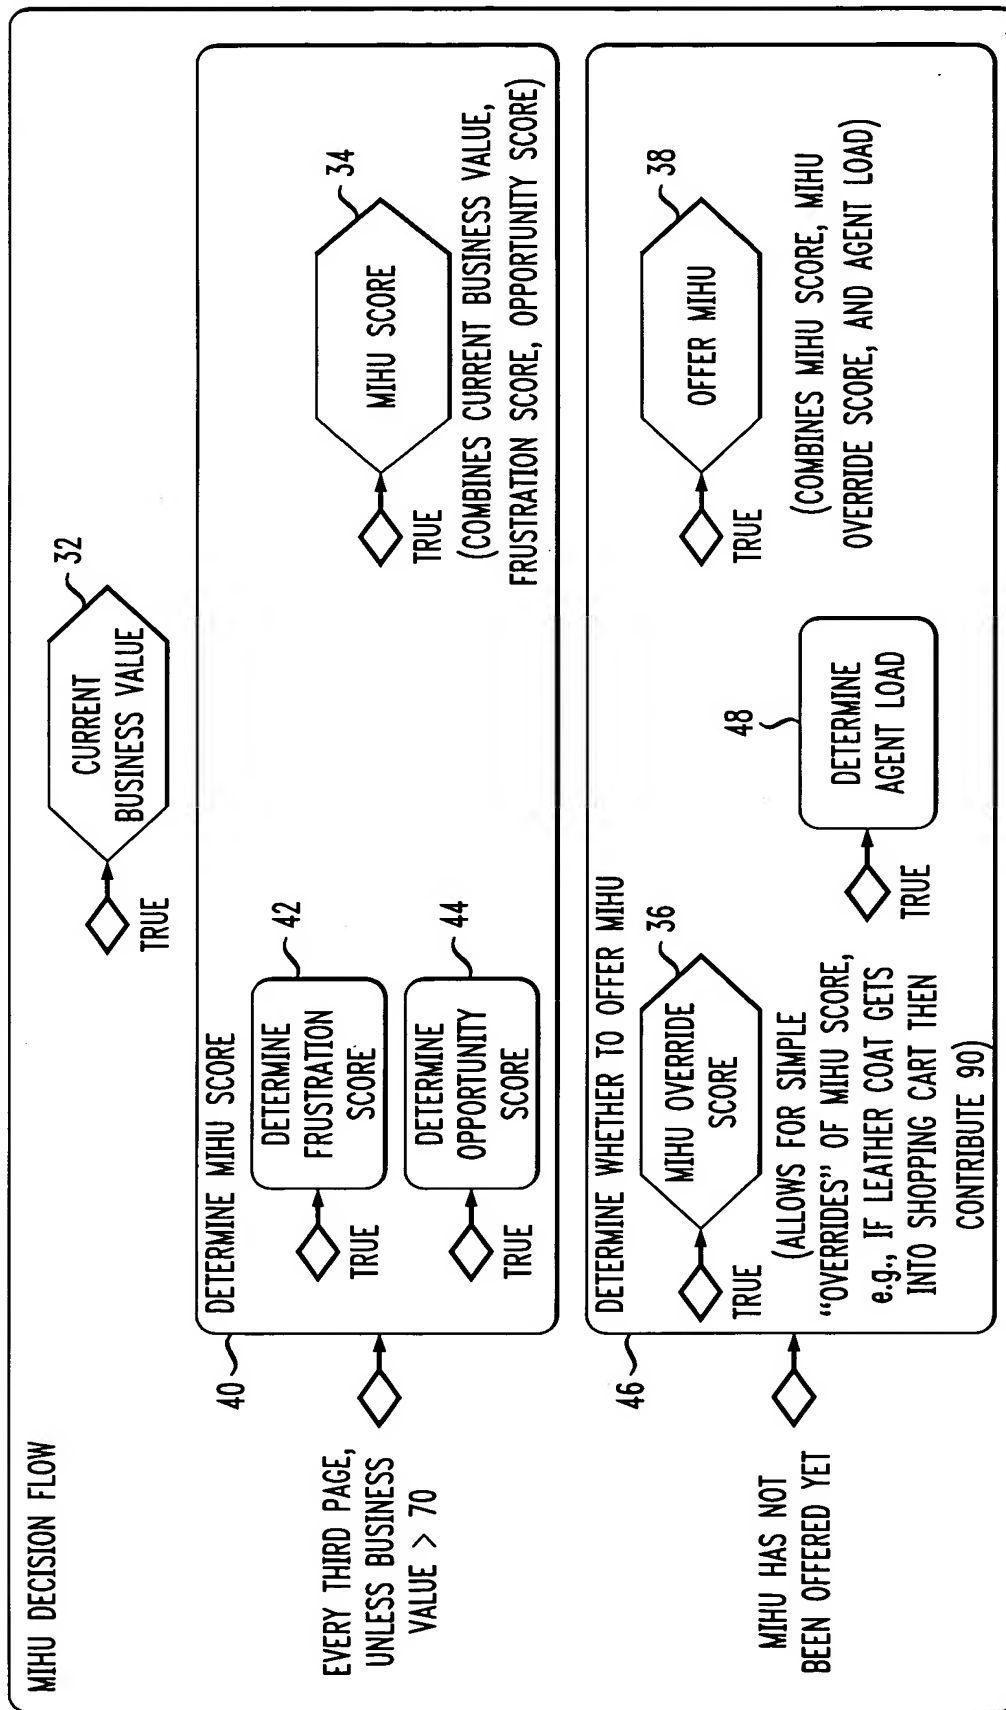 MIHU DECISION FLOW
CURRENT
BUSINESS VALUE
32
TRUE
EVERY THIRD PAGE,
UNLESS BUSINESS
VALUE > 70
40
DETERMINE MIHU SCORE
DETERMINE
FRUSTRATION
SCORE
42
TRUE
DETERMINE
OPPORTUNITY
SCORE
44
TRUE
MIHU SCORE
34
TRUE
(COMBINES CURRENT BUSINESS VALUE,
FRUSTRATION SCORE, OPPORTUNITY SCORE)
MIHU HAS NOT
BEEN OFFERED YET
46
DETERMINE WHETHER TO OFFER MIHU
MIHU OVERRIDE
SCORE
36
TRUE
(ALLOWS FOR SIMPLE
“OVERRIDES” OF MIHU SCORE,
e.g., IF LEATHER COAT GETS
INTO SHOPPING CART THEN
CONTRIBUTE 90)
DETERMINE
AGENT LOAD
48
TRUE
OFFER MIHU
38
TRUE
(COMBINES MIHU SCORE, MIHU
OVERRIDE SCORE, AND AGENT LOAD)